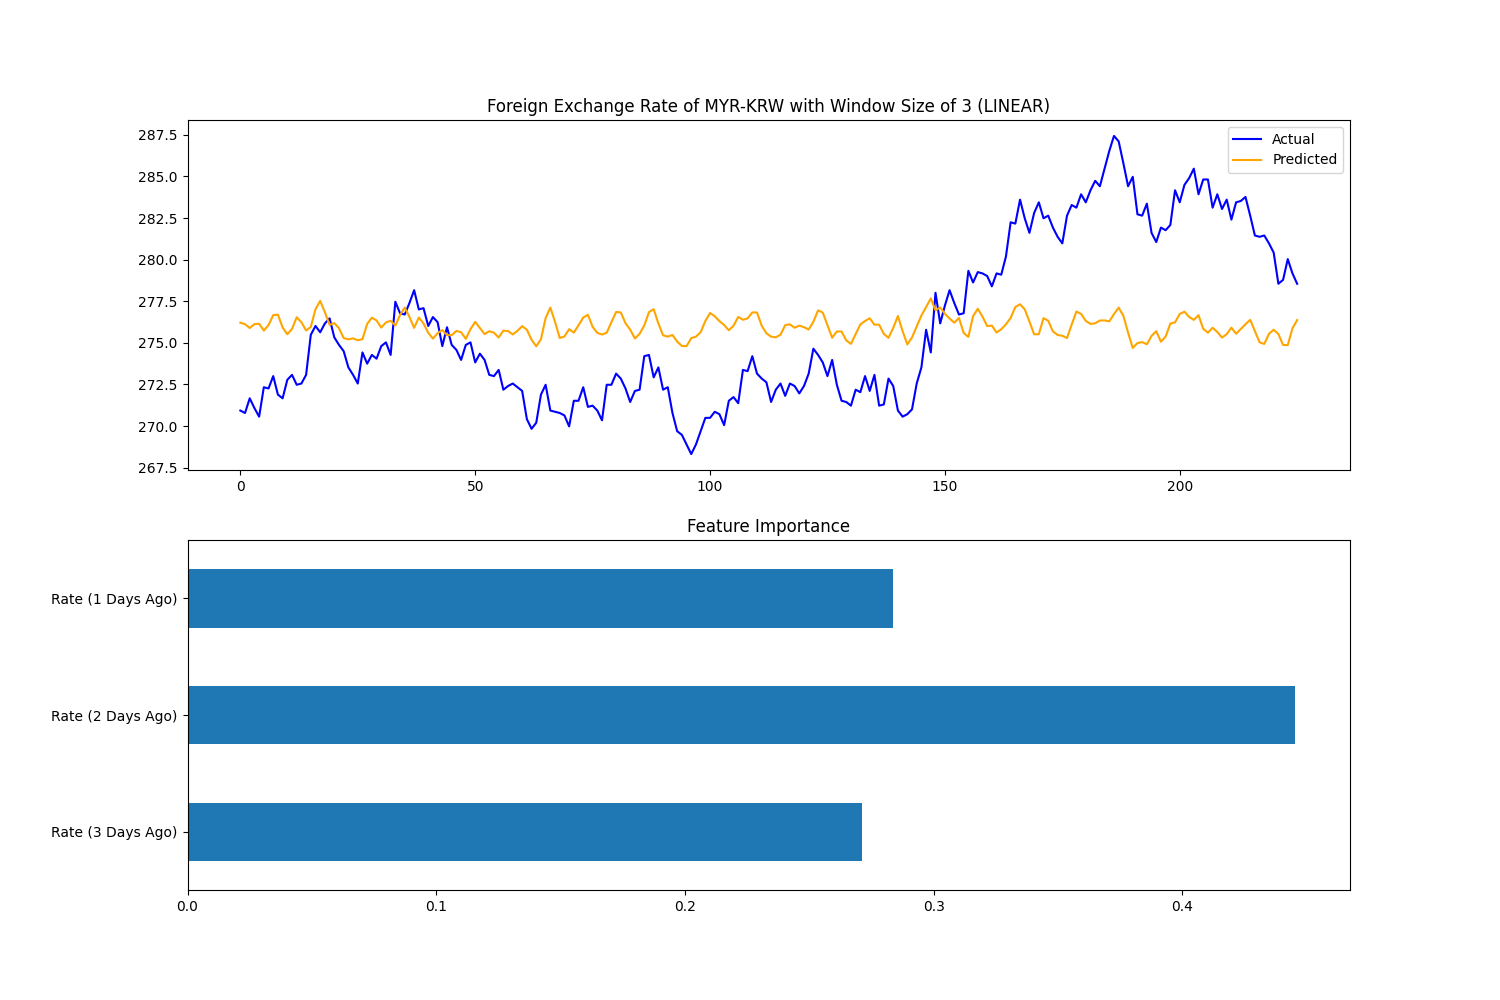 Foreign Exchange Rate of MYR-KRW with Window Size of 3 (LINEAR)
287.5
285.0
282.5
280.0
277.5
275.0
272.5
270.0
267.5
Actual
Predicted
0 50 100 150 200
Feature Importance
Rate (1 Days Ago)
Rate (2 Days Ago)
Rate (3 Days Ago)
0.0 0.1 0.2 0.3 0.4